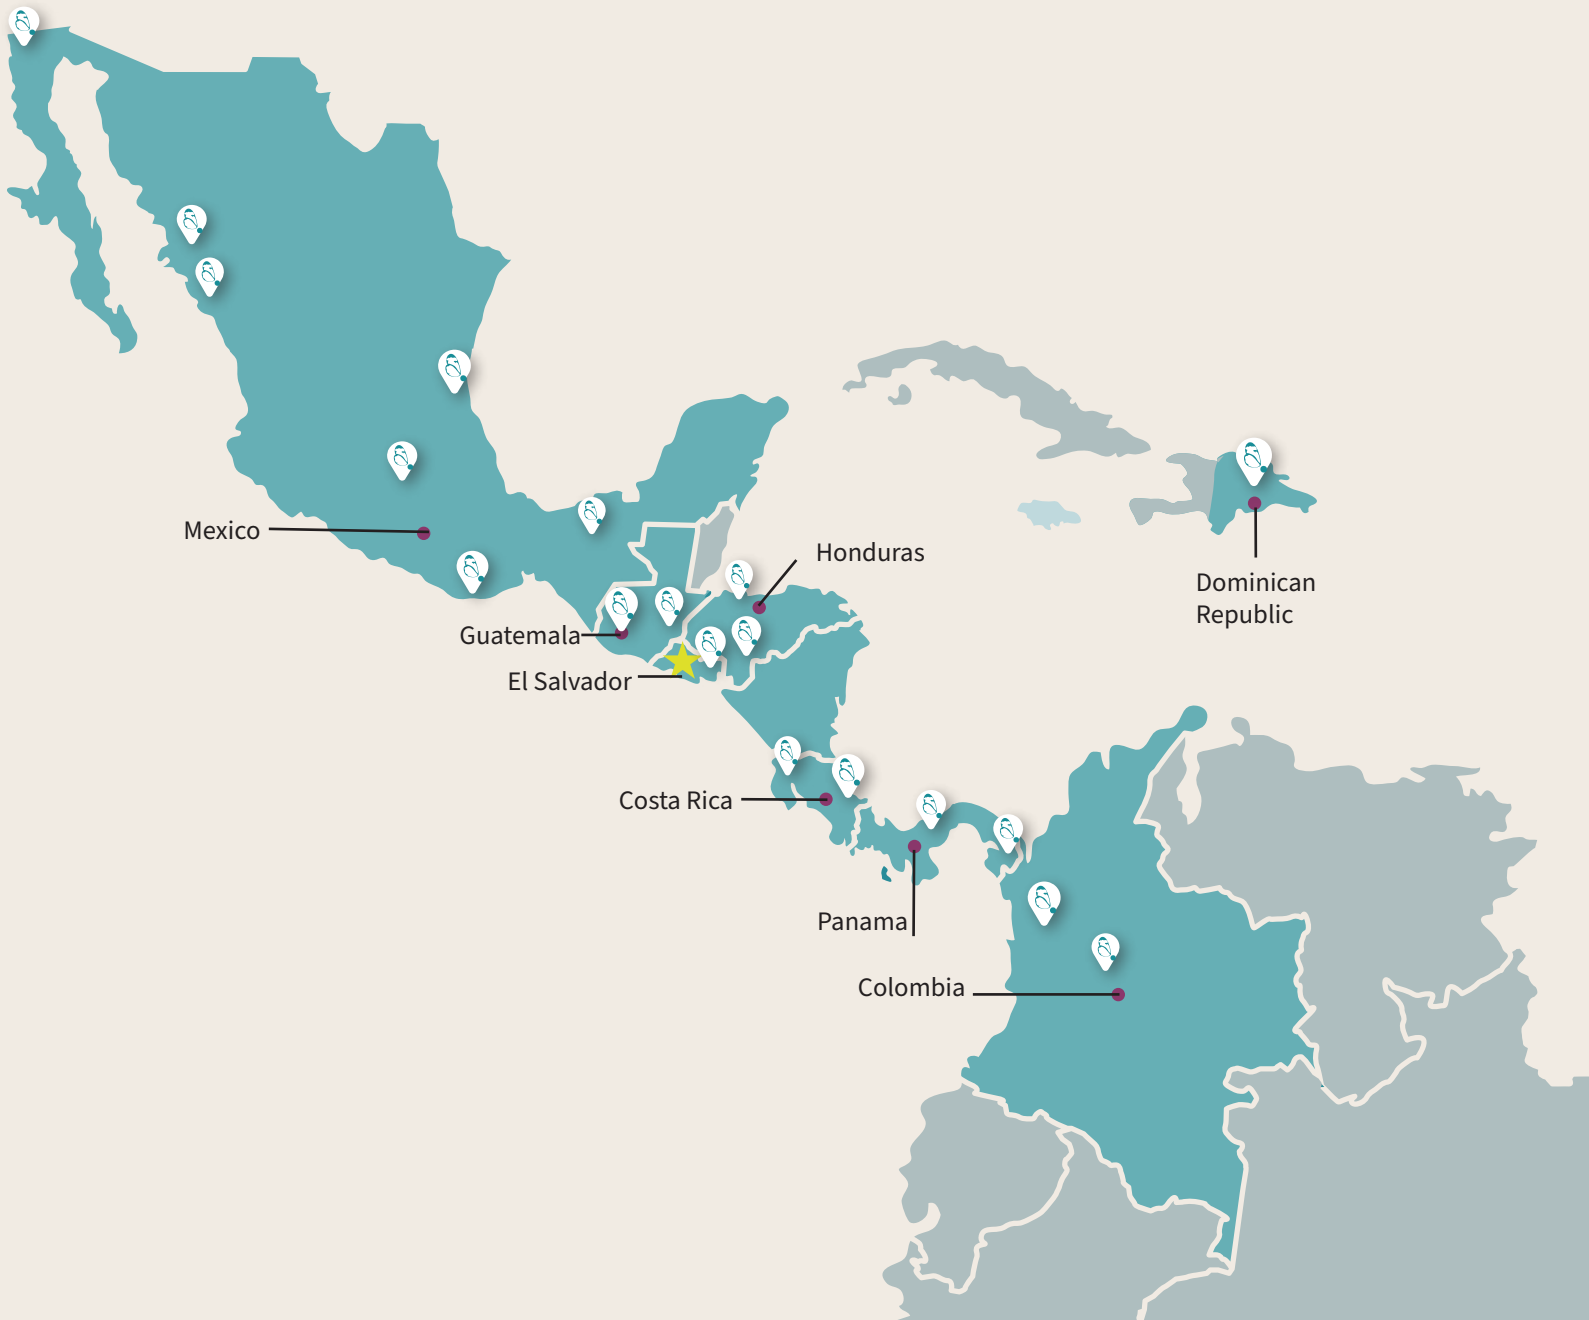 Mexico
Honduras
Dominican
Republic
Guatemala
El Salvador
Costa Rica
Panama
Colombia